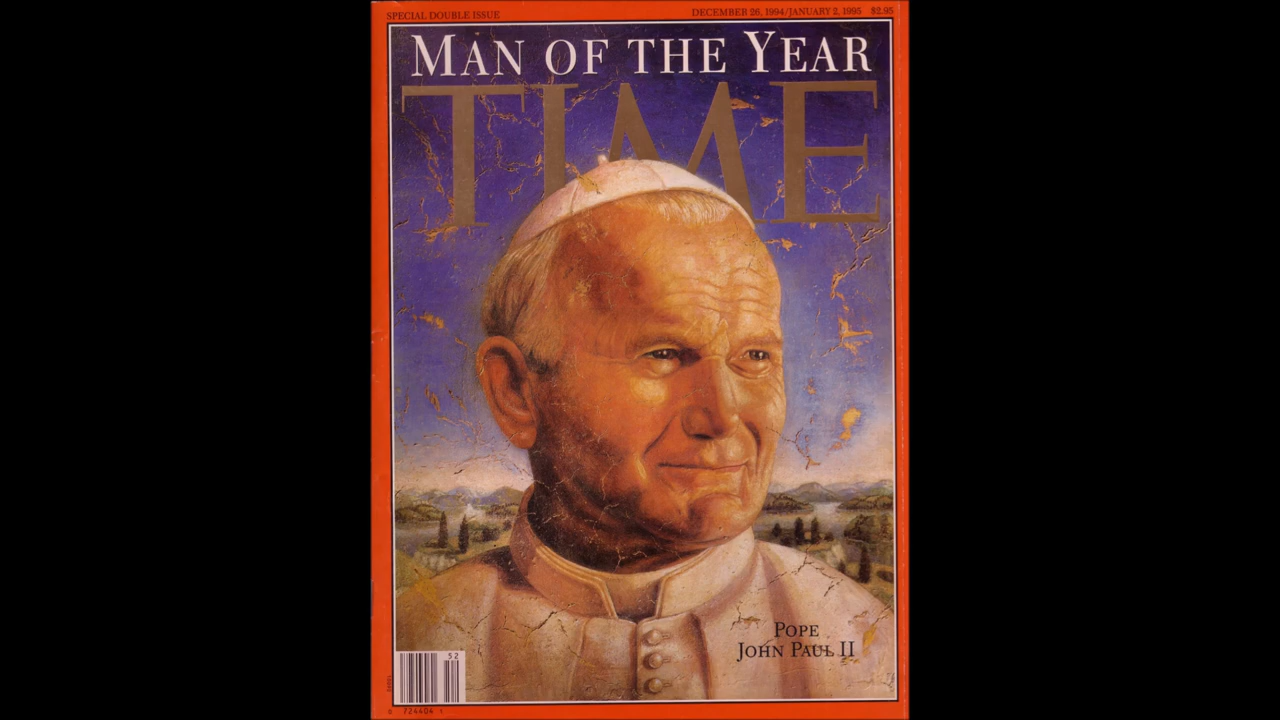 SPECIAL DOUBLE ISSUE
DECEMBER 26, 1994/JANUARY 2, 1995 $2.95
MAN OF THE YEAR
TIME
POPE
JOHN PAUL II
52
724404